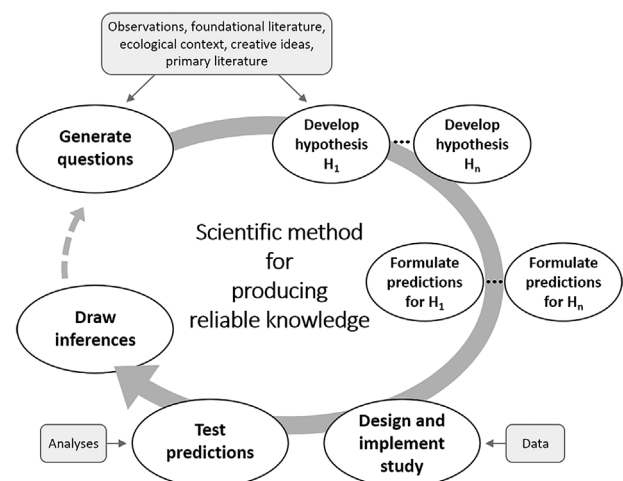 Observations, foundational literature,
ecological context, creative ideas,
primary literature
Generate
questions
Develop
hypothesis
H₁
...
Develop
hypothesis
Hₙ
Scientific method
for
producing
reliable knowledge
Formulate
predictions
for H₁
...
Formulate
predictions
for Hₙ
Draw
inferences
Analyses
Test
predictions
Design and
implement
study
Data